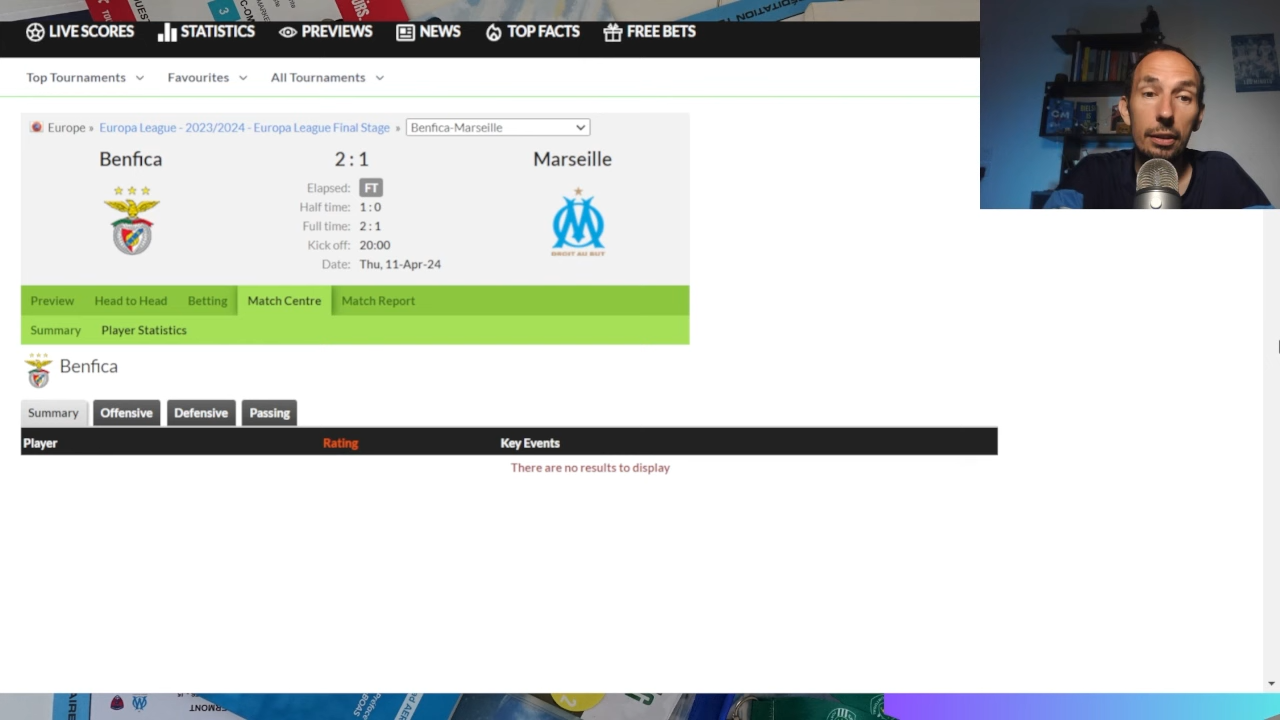 LIVE SCORES STATISTICS PREVIEWS NEWS TOP FACTS FREE BETS
Top Tournaments Favourites All Tournaments
Europe » Europa League - 2023/2024 - Europa League Final Stage » Benfica-Marseille
Benfica 2 : 1 Marseille
Elapsed: FT
Half time: 1 : 0
Full time: 2 : 1
Kick off: 20:00
Date: Thu, 11-Apr-24
DROIT AU BUT
Preview Head to Head Betting Match Centre Match Report
Summary Player Statistics
Benfica
Summary Offensive Defensive Passing
Player Rating Key Events
There are no results to display